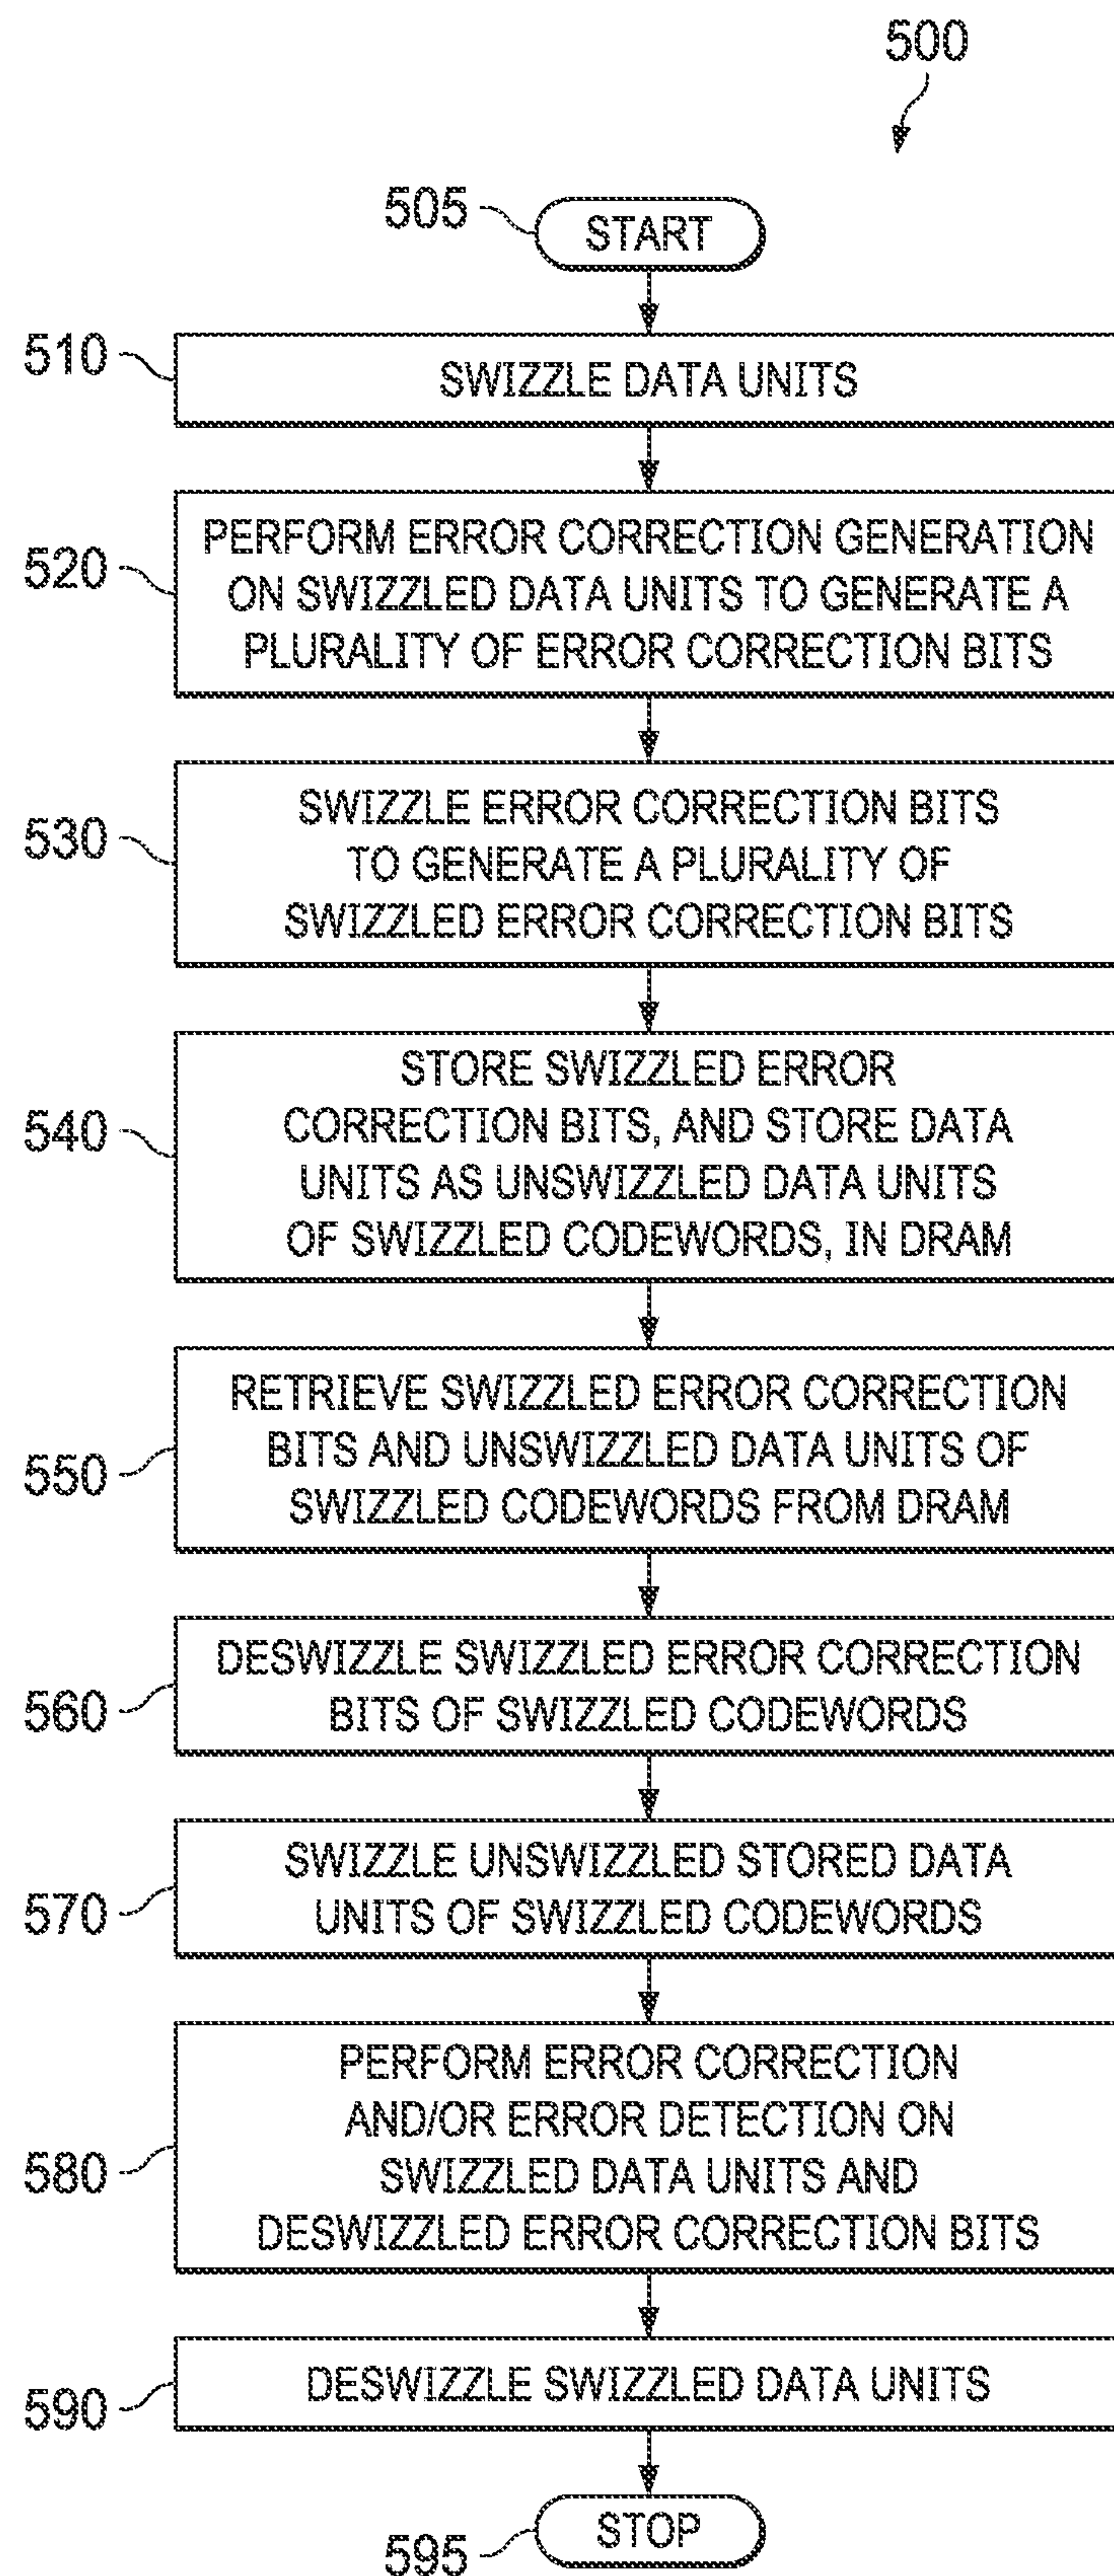 500
505
START
510
SWIZZLE DATA UNITS
520
PERFORM ERROR CORRECTION GENERATION
ON SWIZZLED DATA UNITS TO GENERATE A
PLURALITY OF ERROR CORRECTION BITS
530
SWIZZLE ERROR CORRECTION BITS
TO GENERATE A PLURALITY OF
SWIZZLED ERROR CORRECTION BITS
540
STORE SWIZZLED ERROR
CORRECTION BITS, AND STORE DATA
UNITS AS UNSWIZZLED DATA UNITS
OF SWIZZLED CODEWORDS, IN DRAM
550
RETRIEVE SWIZZLED ERROR CORRECTION
BITS AND UNSWIZZLED DATA UNITS OF
SWIZZLED CODEWORDS FROM DRAM
560
DESWIZZLE SWIZZLED ERROR CORRECTION
BITS OF SWIZZLED CODEWORDS
570
SWIZZLE UNSWIZZLED STORED DATA
UNITS OF SWIZZLED CODEWORDS
580
PERFORM ERROR CORRECTION
AND/OR ERROR DETECTION ON
SWIZZLED DATA UNITS AND
DESWIZZLED ERROR CORRECTION BITS
590
DESWIZZLE SWIZZLED DATA UNITS
595
STOP